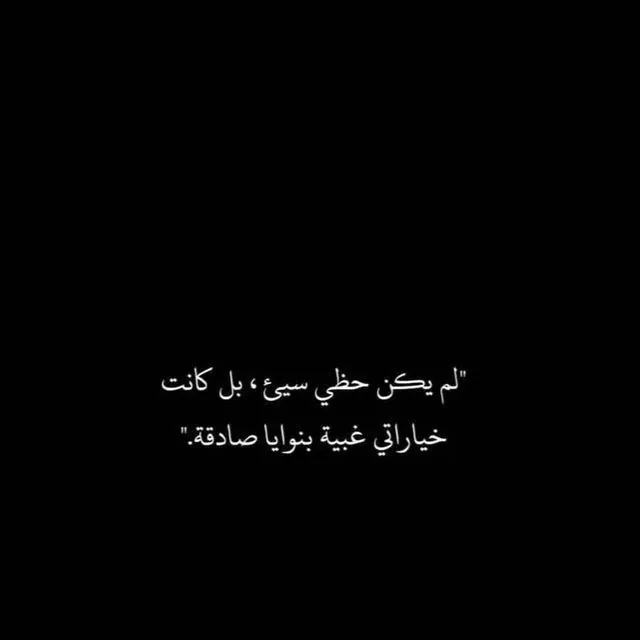 "لم يكن حظي سيئ، بل كانت
خياراتي غبية بنوايا صادقة."